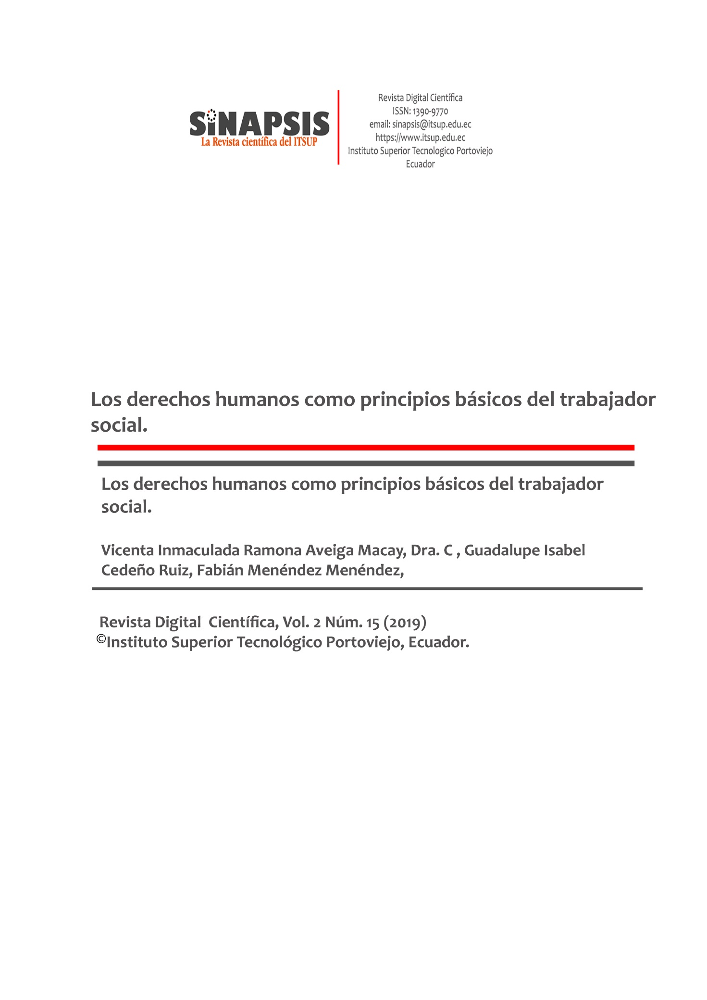 SiNAPSIS
La Revista científica del ITSUP
Revista Digital Científica
ISSN: 1390-9770
email: sinapsis@itsup.edu.ec
https://www.itsup.edu.ec
Instituto Superior Tecnologico Portoviejo
Ecuador
Los derechos humanos como principios básicos del trabajador
social.
Los derechos humanos como principios básicos del trabajador
social.
Vicenta Inmaculada Ramona Aveiga Macay, Dra. C , Guadalupe Isabel
Cedeño Ruiz, Fabián Menéndez Menéndez,
Revista Digital  Científica, Vol. 2 Núm. 15 (2019)
©Instituto Superior Tecnológico Portoviejo, Ecuador.